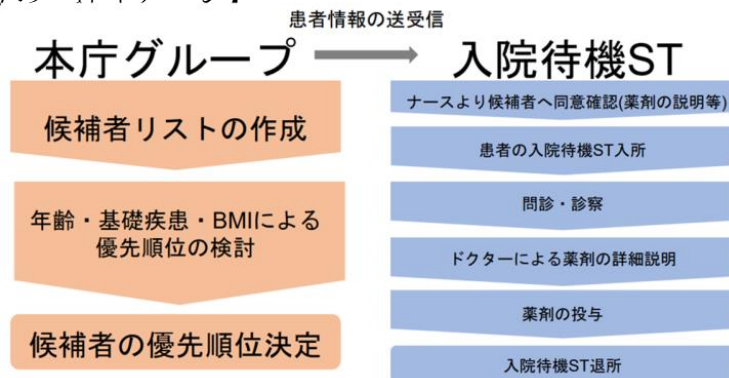 患者情報の送受信
本庁グループ
入院待機ST
候補者リストの作成
年齢・基礎疾患・BMIによる
優先順位の検討
候補者の優先順位決定
ナースより候補者へ同意確認(薬剤の説明等)
患者の入院待機ST入所
問診・診察
ドクターによる薬剤の詳細説明
薬剤の投与
入院待機ST退所